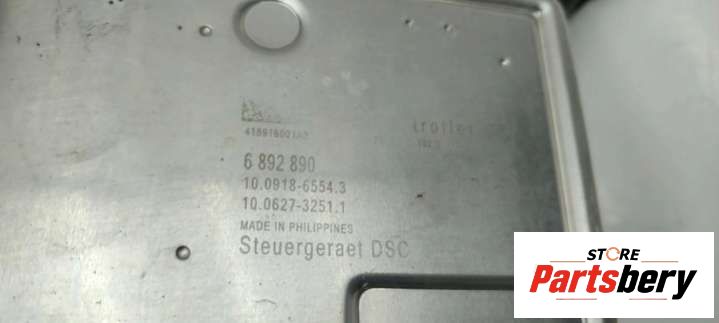 6 892 890
10.0918-6554.3
10.0627-3251.1
MADE IN PHILIPPINES
Steuergeraet DSC
STORE
Partsbery